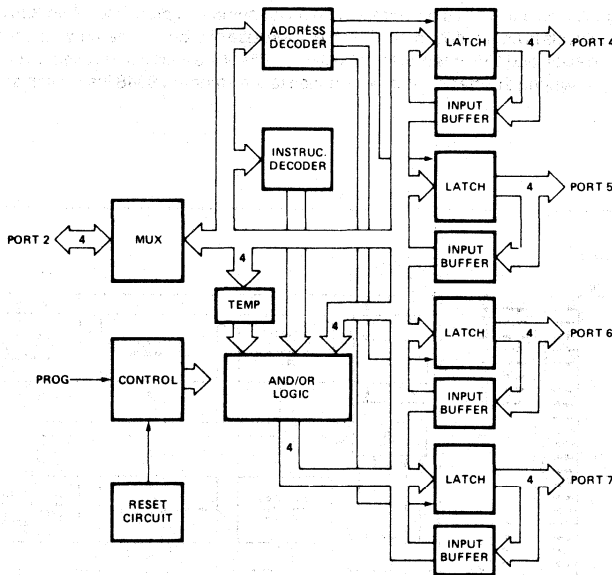 ADDRESS
DECODER
LATCH
4
PORT 4
INPUT
BUFFER
INSTRUC.
DECODER
LATCH
4
PORT 5
INPUT
BUFFER
PORT 2
4
MUX
4
TEMP
4
LATCH
4
PORT 6
INPUT
BUFFER
PROG
CONTROL
AND/OR
LOGIC
4
LATCH
4
PORT 7
INPUT
BUFFER
RESET
CIRCUIT